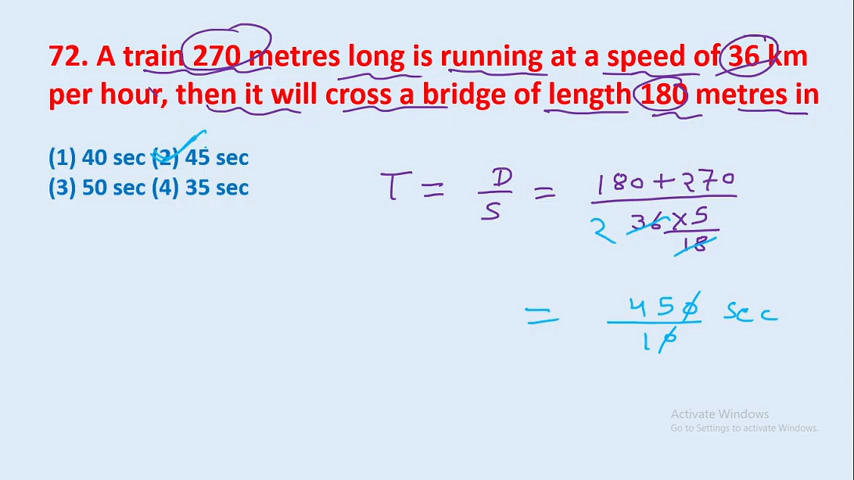 72. A train 270 metres long is running at a speed of 36 km
per hour, then it will cross a bridge of length 180 metres in
(1) 40 sec (2) 45 sec
(3) 50 sec (4) 35 sec
T = D/S = 180+270
2 36×5
18
= 450/10 sec
Activate Windows
Go to Settings to activate Windows.